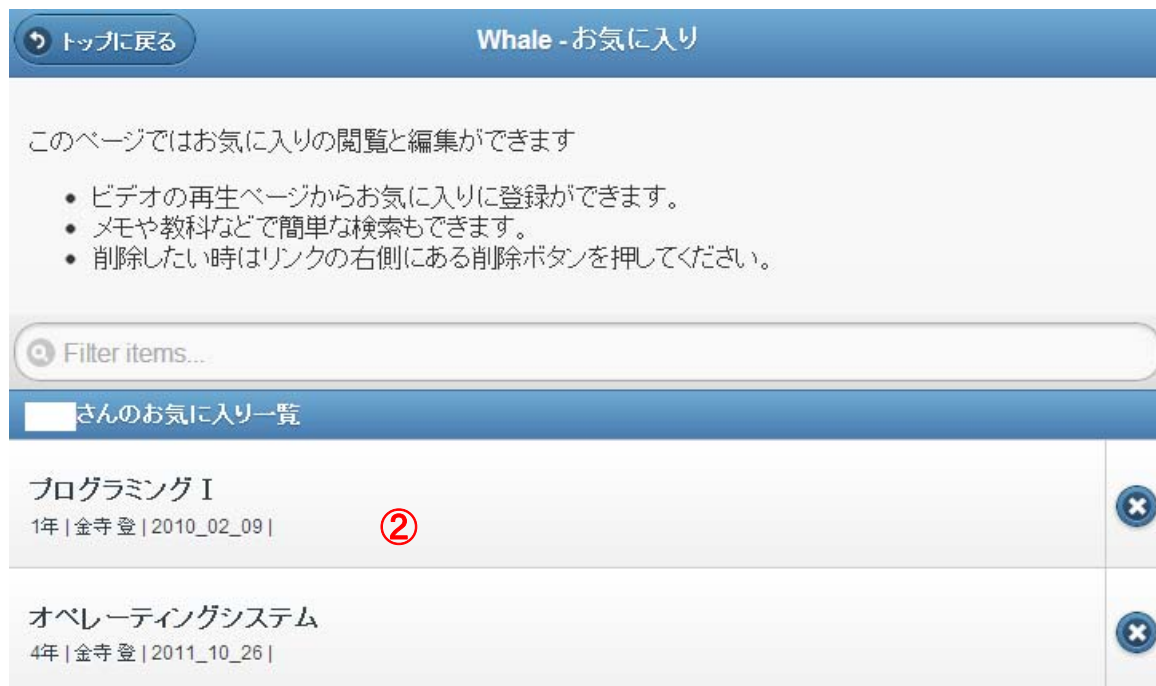 トップに戻る
Whale - お気に入り
このページではお気に入りの閲覧と編集ができます
• ビデオの再生ページからお気に入りに登録ができます。
• メモや教科などで簡単な検索もできます。
• 削除したい時はリンクの右側にある削除ボタンを押してください。
Filter items...
さんのお気に入り一覧
プログラミング I
1年 | 金寺 登 | 2010_02_09 |
②
オペレーティングシステム
4年 | 金寺 登 | 2011_10_26 |